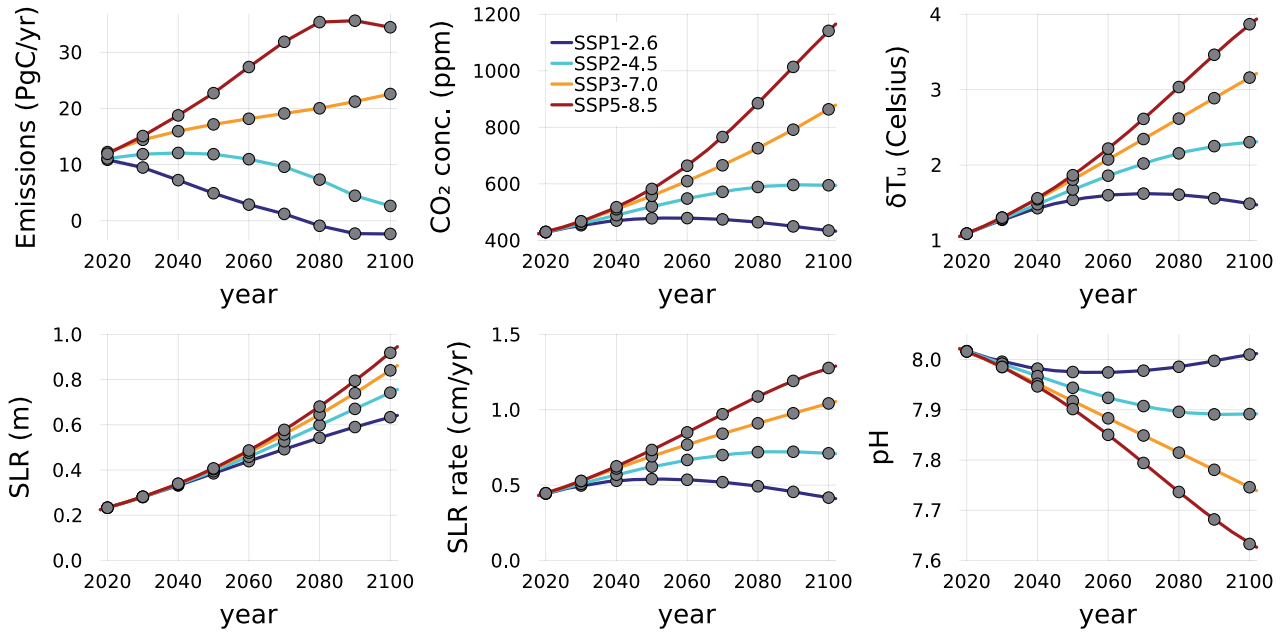 Emissions (PgC/yr)
30
20
10
0
2020 2040 2060 2080 2100
year
CO₂ conc. (ppm)
1200
1000
800
600
400
SSP1-2.6
SSP2-4.5
SSP3-7.0
SSP5-8.5
2020 2040 2060 2080 2100
year
δTᵤ (Celsius)
4
3
2
1
2020 2040 2060 2080 2100
year
SLR (m)
1.0
0.8
0.6
0.4
0.2
0.0
2020 2040 2060 2080 2100
year
SLR rate (cm/yr)
1.5
1.0
0.5
0.0
2020 2040 2060 2080 2100
year
pH
8.0
7.9
7.8
7.7
7.6
2020 2040 2060 2080 2100
year